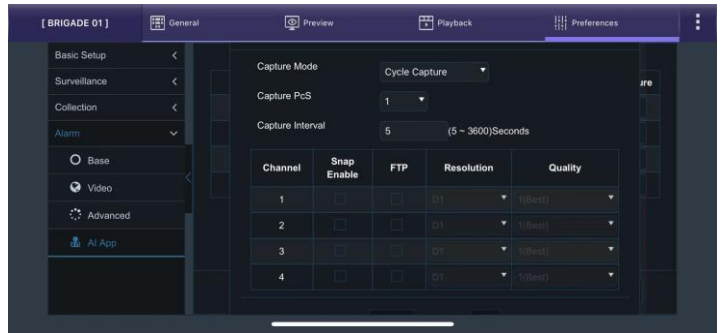 [ BRIGADE 01 ] General Preview Playback Preferences
Basic Setup
Surveillance
Collection
Alarm
Base
Video
Advanced
AI App
ure
Capture Mode Cycle Capture
Capture PcS 1
Capture Interval 5 (5 ~ 3600)Seconds
Channel Snap Enable FTP Resolution Quality
1 D1 1(Best)
2 D1 1(Best)
3 D1 1(Best)
4 D1 1(Best)